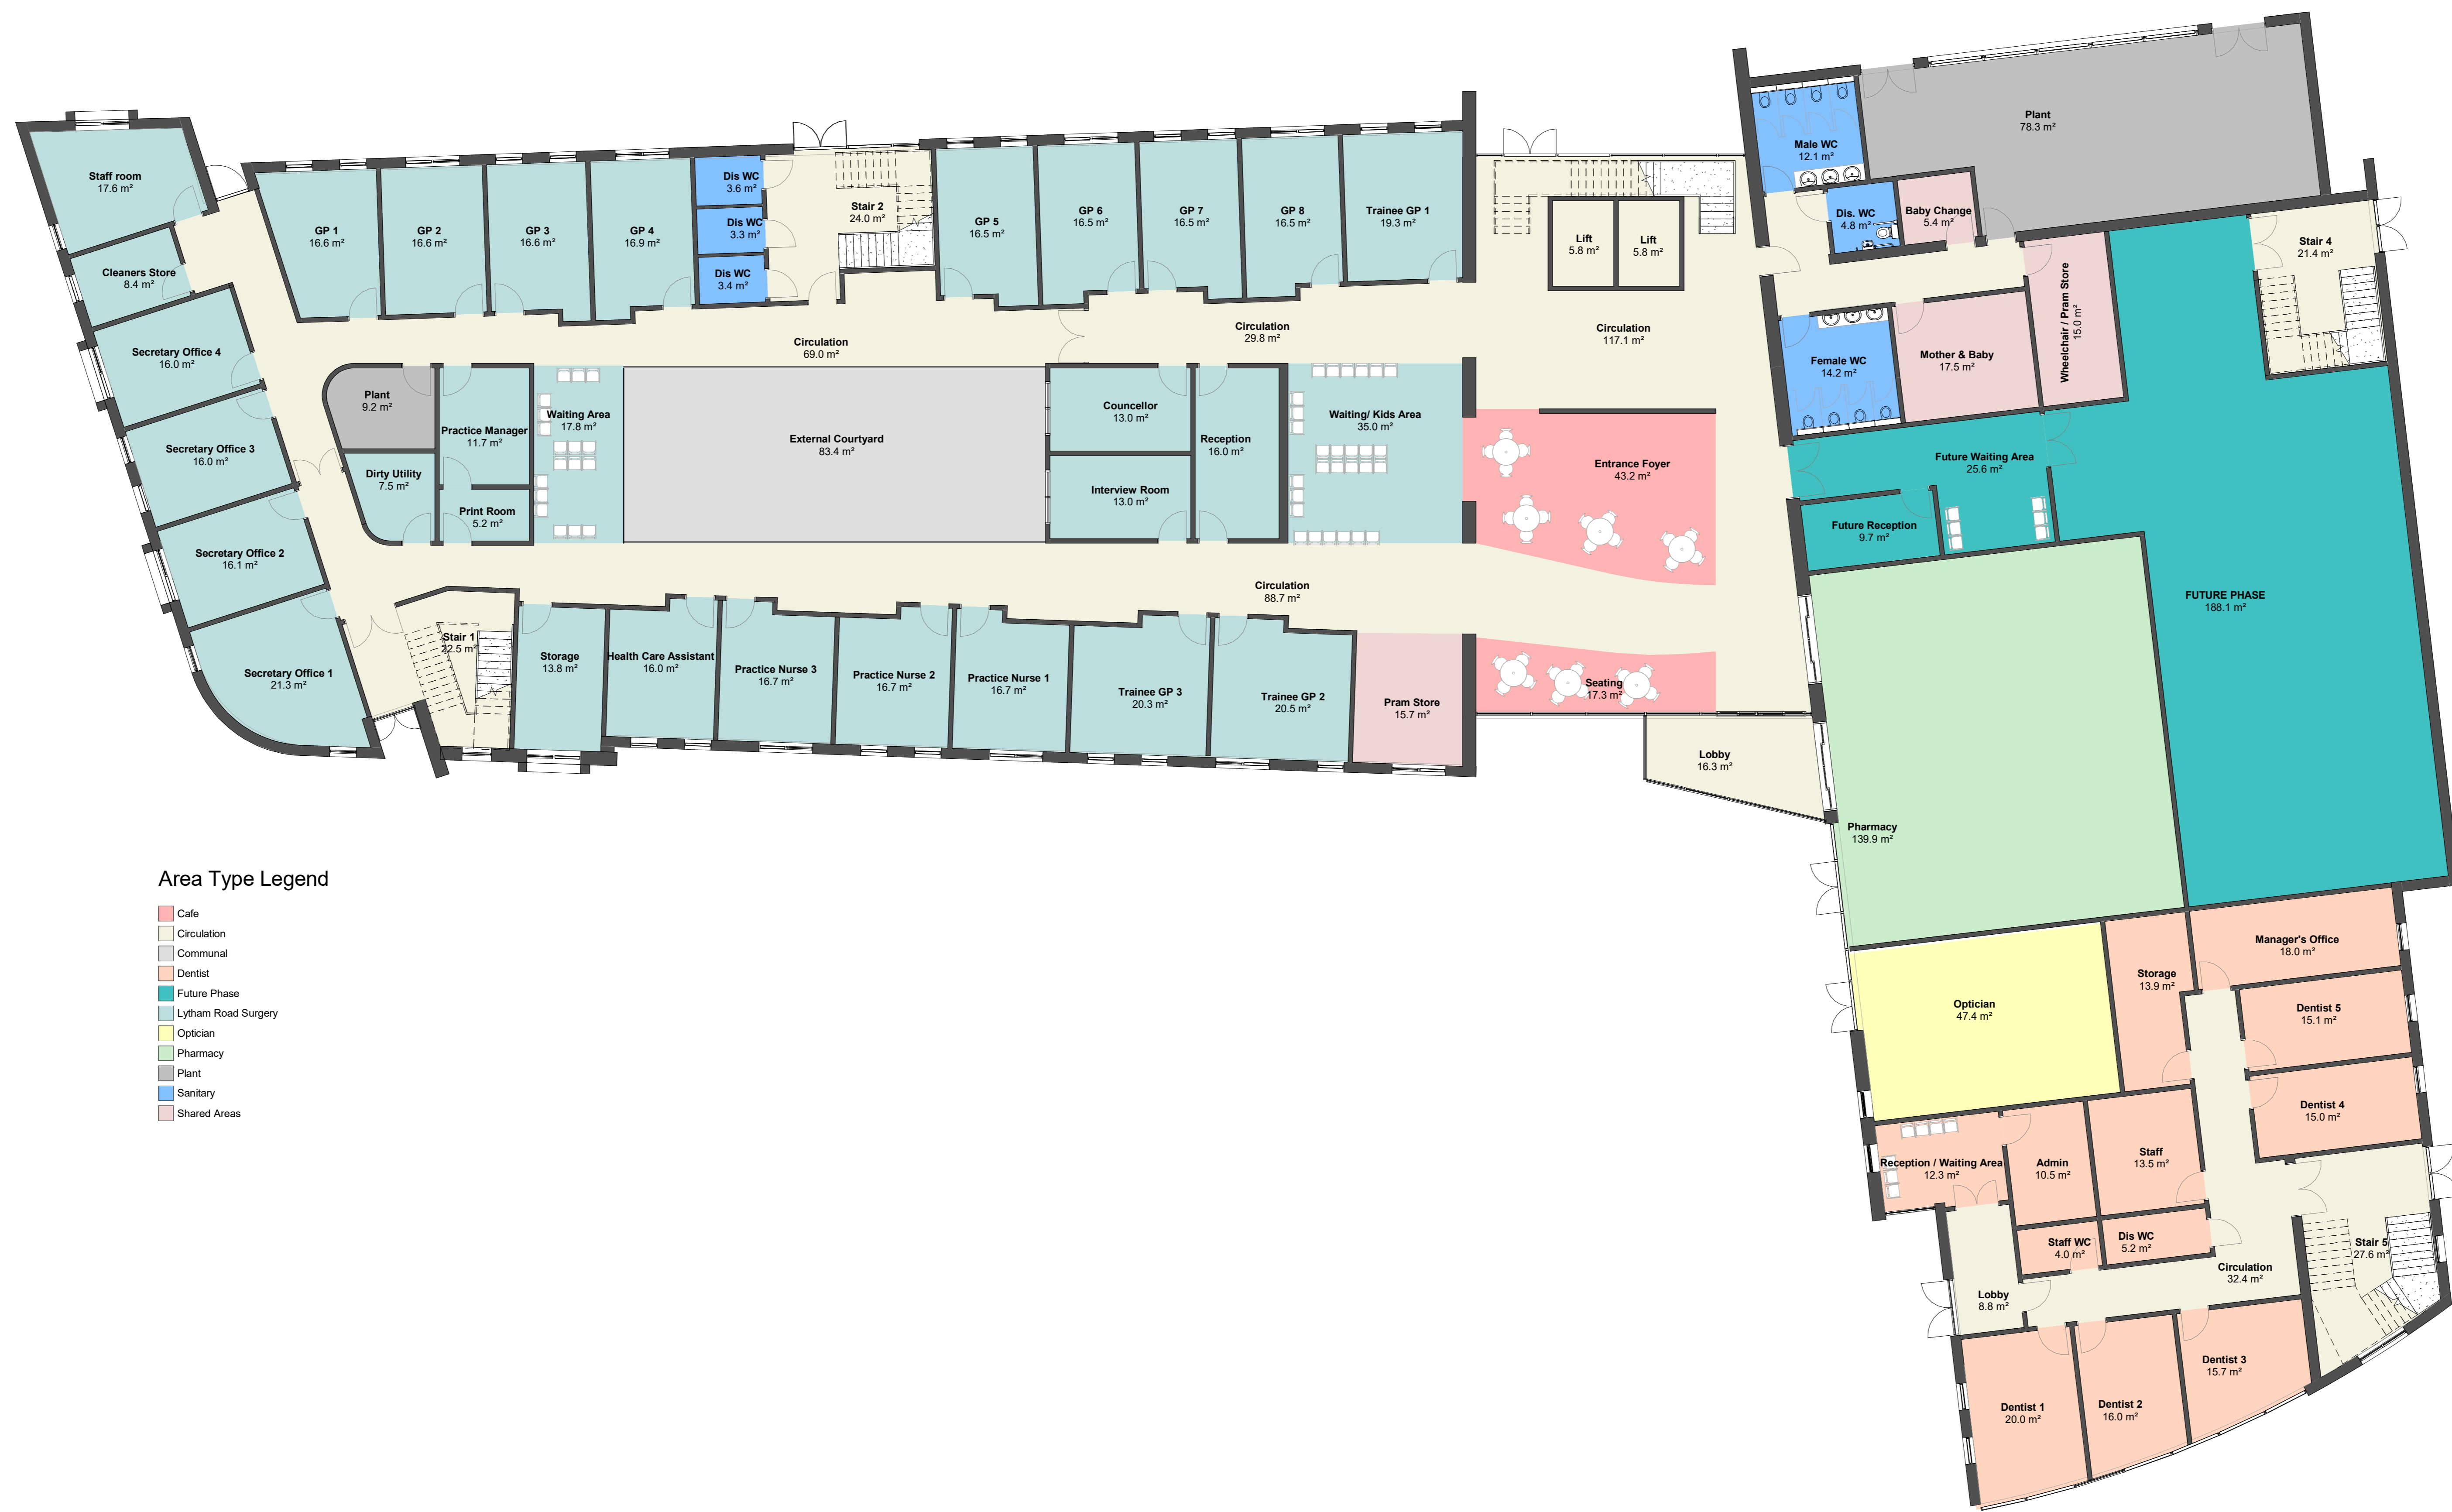 Staff room
17.6 m²
Cleaners Store
8.4 m²
Secretary Office 4
16.0 m²
Secretary Office 3
16.0 m²
Secretary Office 2
16.1 m²
Secretary Office 1
21.3 m²
GP 1
16.6 m²
GP 2
16.6 m²
GP 3
16.6 m²
GP 4
16.9 m²
Dis WC
3.6 m²
Dis WC
3.3 m²
Dis WC
3.4 m²
Stair 2
24.0 m²
GP 5
16.5 m²
GP 6
16.5 m²
GP 7
16.5 m²
GP 8
16.5 m²
Trainee GP 1
19.3 m²
Circulation
69.0 m²
Circulation
29.8 m²
Plant
9.2 m²
Dirty Utility
7.5 m²
Practice Manager
11.7 m²
Print Room
5.2 m²
Waiting Area
17.8 m²
External Courtyard
83.4 m²
Councellor
13.0 m²
Interview Room
13.0 m²
Reception
16.0 m²
Waiting/ Kids Area
35.0 m²
Circulation
88.7 m²
Stair 1
22.5 m²
Storage
13.8 m²
Health Care Assistant
16.0 m²
Practice Nurse 3
16.7 m²
Practice Nurse 2
16.7 m²
Practice Nurse 1
16.7 m²
Trainee GP 3
20.3 m²
Trainee GP 2
20.5 m²
Pram Store
15.7 m²
Lift
5.8 m²
Lift
5.8 m²
Circulation
117.1 m²
Entrance Foyer
43.2 m²
Seating
17.3 m²
Lobby
16.3 m²
Male WC
12.1 m²
Plant
78.3 m²
Dis. WC
4.8 m²
Baby Change
5.4 m²
Stair 4
21.4 m²
Wheelchair / Pram Store
15.0 m²
Female WC
14.2 m²
Mother & Baby
17.5 m²
Future Waiting Area
25.6 m²
Future Reception
9.7 m²
FUTURE PHASE
188.1 m²
Pharmacy
139.9 m²
Optician
47.4 m²
Storage
13.9 m²
Manager's Office
18.0 m²
Dentist 5
15.1 m²
Dentist 4
15.0 m²
Reception / Waiting Area
12.3 m²
Admin
10.5 m²
Staff
13.5 m²
Staff WC
4.0 m²
Dis WC
5.2 m²
Stair 5
27.6 m²
Circulation
32.4 m²
Lobby
8.8 m²
Dentist 1
20.0 m²
Dentist 2
16.0 m²
Dentist 3
15.7 m²
Area Type Legend
Cafe
Circulation
Communal
Dentist
Future Phase
Lytham Road Surgery
Optician
Pharmacy
Plant
Sanitary
Shared Areas